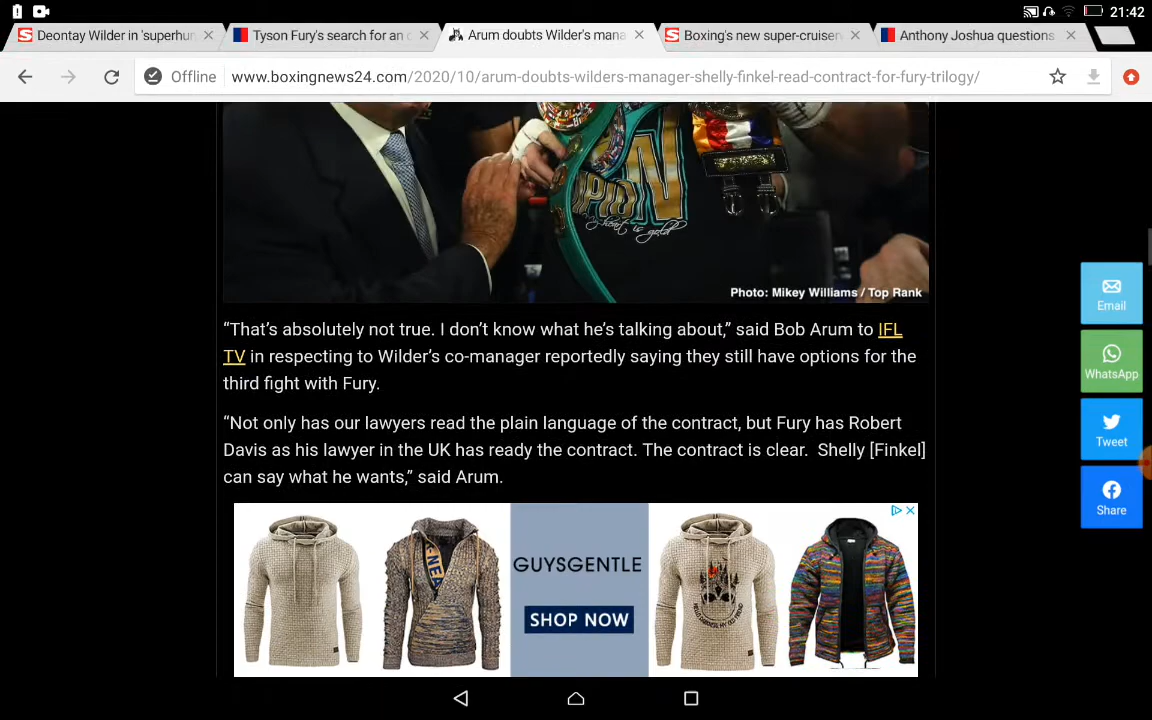 21:42
Deontay Wilder in 'superhur
Tyson Fury's search for an o
Arum doubts Wilder's mana
Boxing's new super-cruiser
Anthony Joshua questions
Offline
www.boxingnews24.com/2020/10/arum-doubts-wilders-manager-shelly-finkel-read-contract-for-fury-trilogy/
PION
heart is gold
Photo: Mikey Williams / Top Rank
“That’s absolutely not true. I don’t know what he’s talking about,” said Bob Arum to IFL
TV in respecting to Wilder’s co-manager reportedly saying they still have options for the
third fight with Fury.
“Not only has our lawyers read the plain language of the contract, but Fury has Robert
Davis as his lawyer in the UK has ready the contract. The contract is clear.  Shelly [Finkel]
can say what he wants,” said Arum.
GUYSGENTLE
SHOP NOW
Email
WhatsApp
Tweet
Share